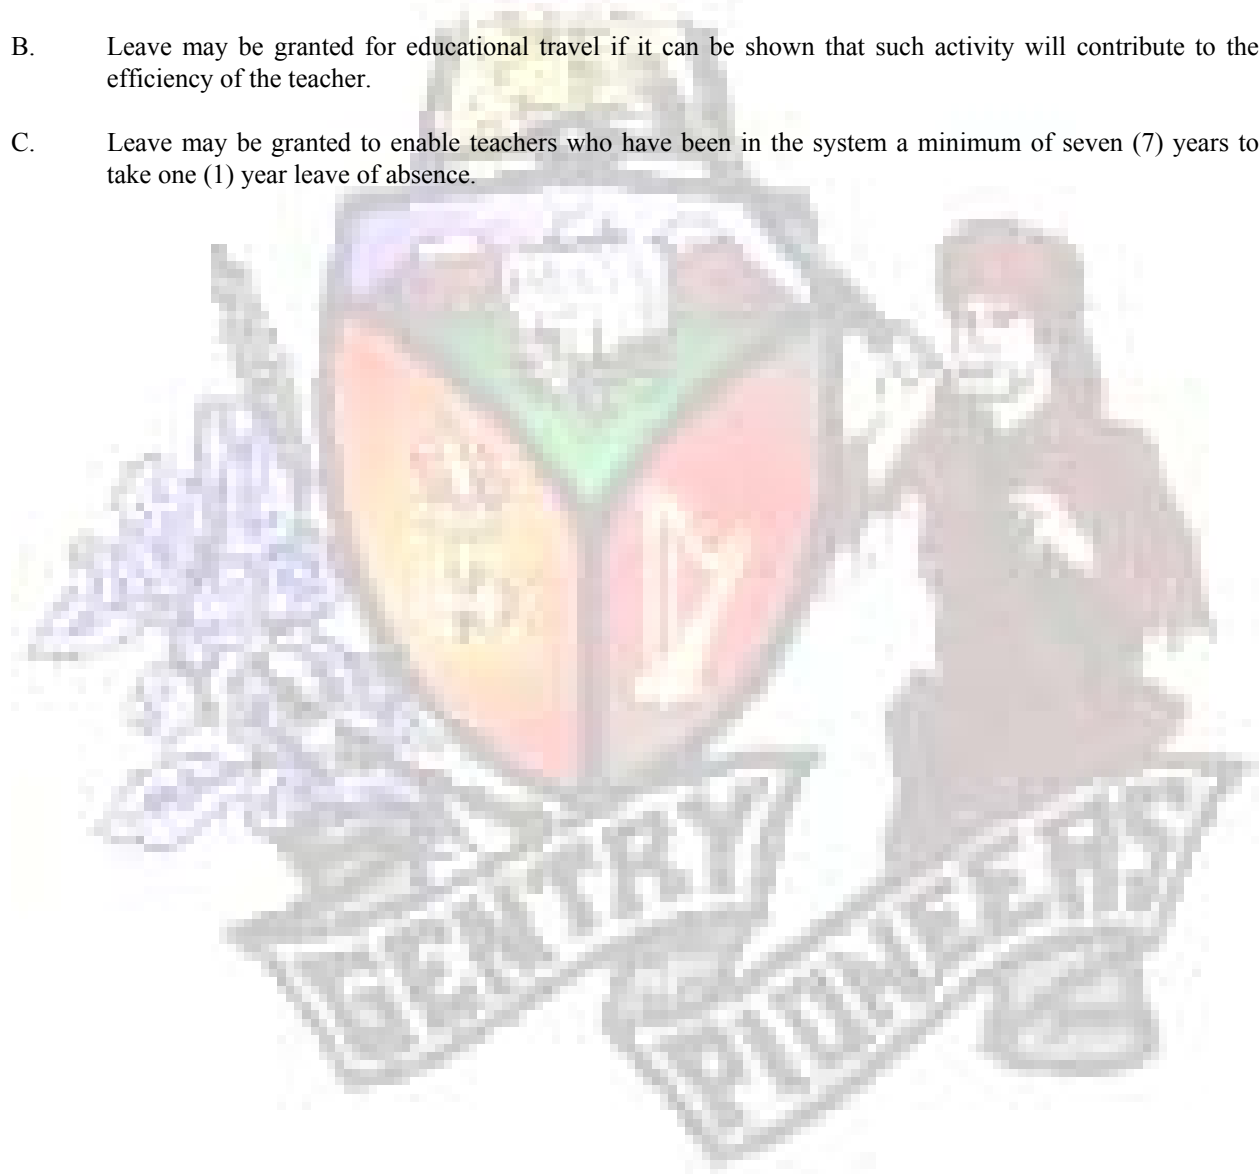 B. Leave may be granted for educational travel if it can be shown that such activity will contribute to the
efficiency of the teacher.
C. Leave may be granted to enable teachers who have been in the system a minimum of seven (7) years to
take one (1) year leave of absence.
GENTRY
PIONEERS